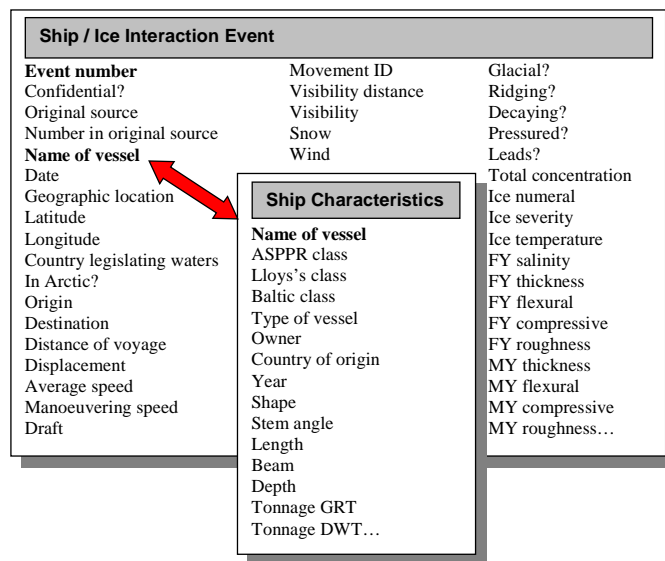 Ship / Ice Interaction Event
Event number
Confidential?
Original source
Number in original source
Name of vessel
Date
Geographic location
Latitude
Longitude
Country legislating waters
In Arctic?
Origin
Destination
Distance of voyage
Displacement
Average speed
Manoeuvering speed
Draft
Movement ID
Visibility distance
Visibility
Snow
Wind
Glacial?
Ridging?
Decaying?
Pressured?
Leads?
Total concentration
Ice numeral
Ice severity
Ice temperature
FY salinity
FY thickness
FY flexural
FY compressive
FY roughness
MY thickness
MY flexural
MY compressive
MY roughness…
Ship Characteristics
Name of vessel
ASPPR class
Lloys's class
Baltic class
Type of vessel
Owner
Country of origin
Year
Shape
Stem angle
Length
Beam
Depth
Tonnage GRT
Tonnage DWT…